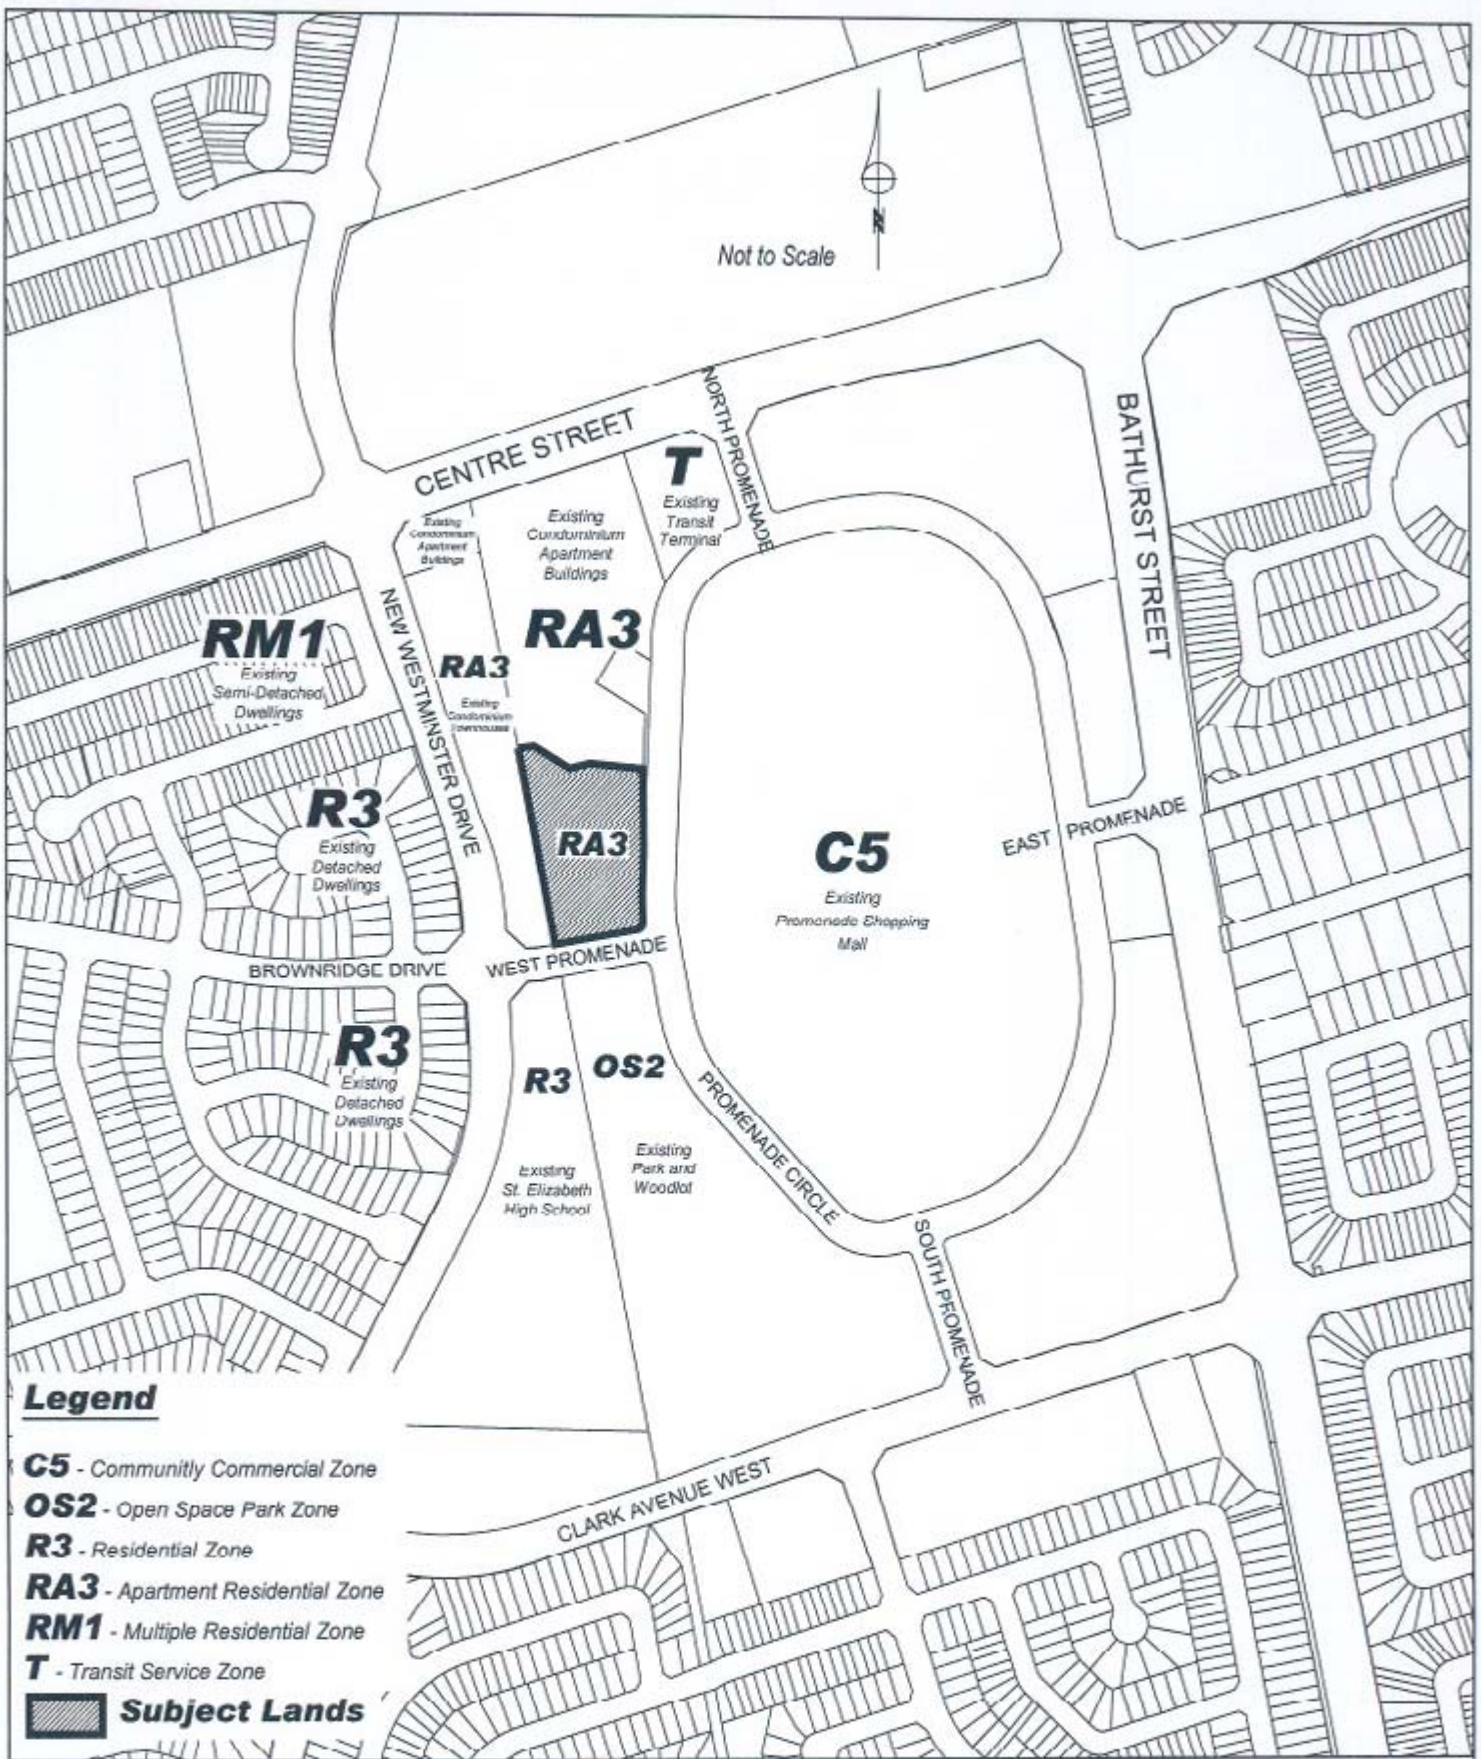 N
Not to Scale
CENTRE STREET
NORTH PROMENADE
BATHURST STREET
T
Existing
Transit
Terminal
Existing
Condominium
Apartment
Buildings
Existing
Condominium
Apartment
Buildings
RA3
NEW WESTMINSTER DRIVE
RM1
Existing
Semi-Detached
Dwellings
RA3
Existing
Condominium
Townhouses
R3
Existing
Detached
Dwellings
RA3
C5
Existing
Promenade Shopping
Mall
EAST PROMENADE
BROWNRIDGE DRIVE
WEST PROMENADE
R3
Existing
Detached
Dwellings
R3
OS2
PROMENADE CIRCLE
Existing
St. Elizabeth
High School
Existing
Park and
Woodlot
SOUTH PROMENADE
CLARK AVENUE WEST
Legend
C5 - Communitly Commercial Zone
OS2 - Open Space Park Zone
R3 - Residential Zone
RA3 - Apartment Residential Zone
RM1 - Multiple Residential Zone
T - Transit Service Zone
Subject Lands